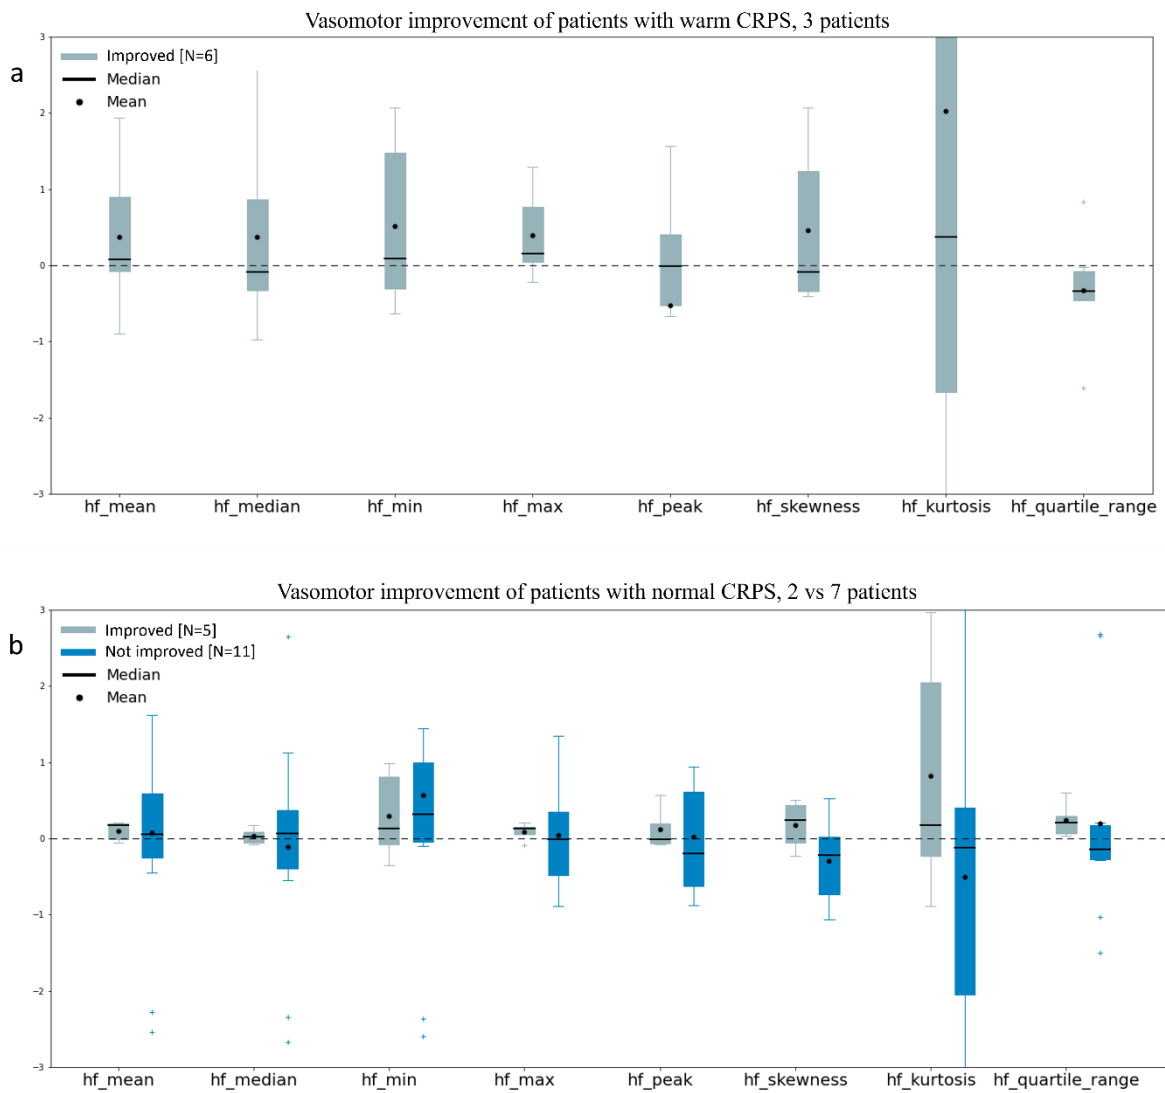 Vasomotor improvement of patients with warm CRPS, 3 patients
a
Improved [N=6]
Median
Mean
3
2
1
0
−1
−2
−3
hf_mean hf_median hf_min hf_max hf_peak hf_skewness hf_kurtosis hf_quartile_range
Vasomotor improvement of patients with normal CRPS, 2 vs 7 patients
b
Improved [N=5]
Not improved [N=11]
Median
Mean
3
2
1
0
−1
−2
−3
hf_mean hf_median hf_min hf_max hf_peak hf_skewness hf_kurtosis hf_quartile_range